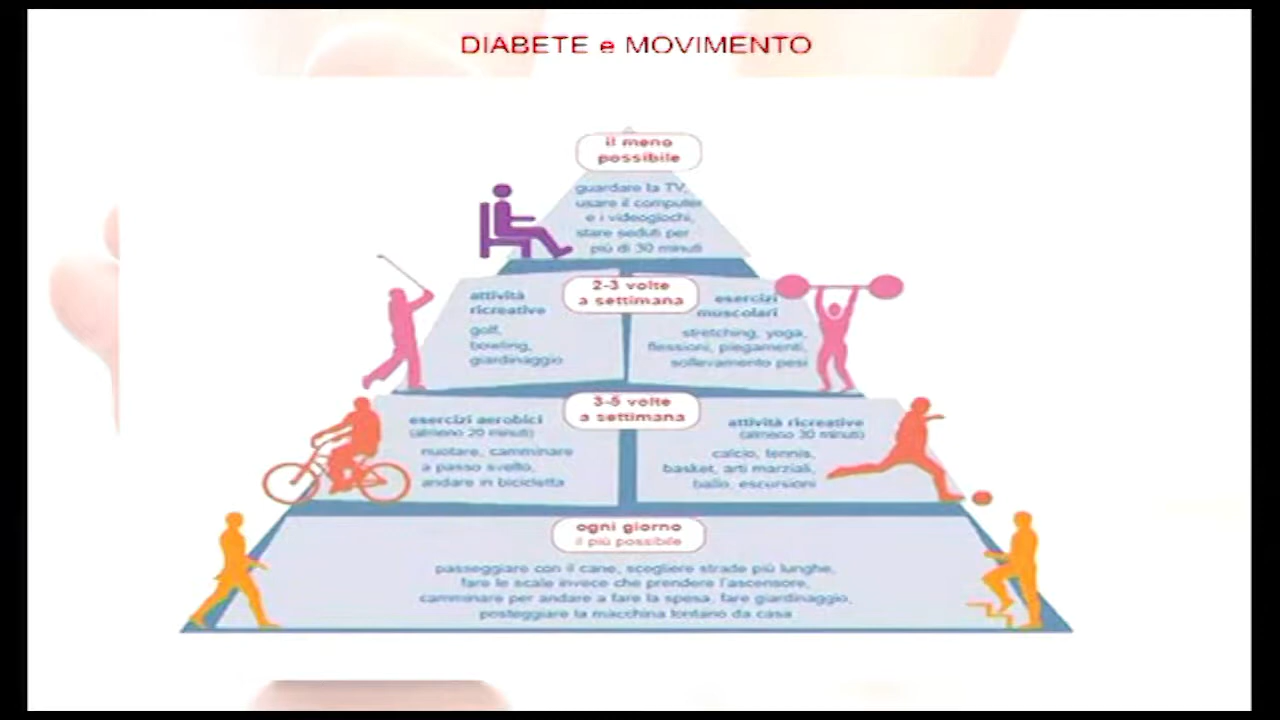 DIABETE e MOVIMENTO
il meno
possibile
guardare la TV,
usare il computer
e i videogiochi,
stare seduti per
più di 30 minuti
2-3 volte
a settimana
attività
ricreative
golf,
bowling,
giardinaggio
esercizi
muscolari
stretching, yoga,
flessioni, piegamenti,
sollevamento pesi
3-5 volte
a settimana
esercizi aerobici
(almeno 20 minuti)
nuotare, camminare
a passo svelto,
andare in bicicletta
attività ricreative
(almeno 30 minuti)
calcio, tennis,
basket, arti marziali,
ballo, escursioni
ogni giorno
il più possibile
passeggiare con il cane, scegliere strade più lunghe,
fare le scale invece che prendere l'ascensore,
camminare per andare a fare la spesa, fare giardinaggio,
posteggiare la macchina lontano da casa